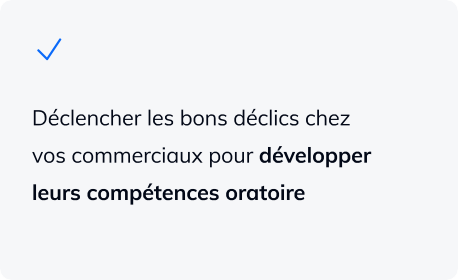 Déclencher les bons déclics chez
vos commerciaux pour développer
leurs compétences oratoire